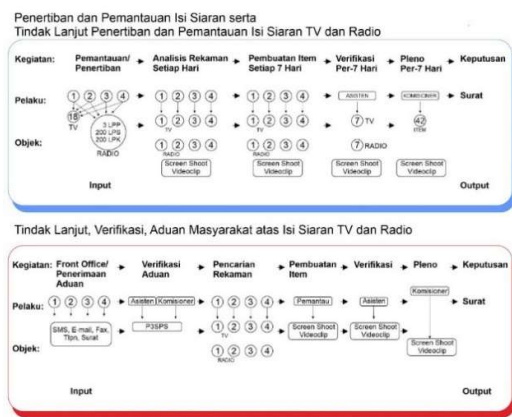 Penertiban dan Pemantauan Isi Siaran serta
Tindak Lanjut Penertiban dan Pemantauan Isi Siaran TV dan Radio
Kegiatan: Pemantauan/ Penertiban Analisis Rekaman Setiap Hari Pembuatan Item Setiap 7 Hari Verifikasi Per-7 Hari Pleno Per-7 Hari Keputusan
Pelaku: 1 2 3 4 1 2 3 4 1 2 3 4 ASISTEN KOMISIONER Surat
18 TV 3 LPP 200 LPS 200 LPK RADIO 1 2 3 4 TV 1 2 3 4 TV 7 TV 42 ITEM
Objek: 1 2 3 4 RADIO 1 2 3 4 RADIO 7 RADIO
Screen Shoot Videoclip Screen Shoot Videoclip Screen Shoot Videoclip Screen Shoot Videoclip
Input Output
Tindak Lanjut, Verifikasi, Aduan Masyarakat atas Isi Siaran TV dan Radio
Kegiatan: Front Office/ Penerimaan Aduan Verifikasi Aduan Pencarian Rekaman Pembuatan Item Verifikasi Pleno Keputusan
Pelaku: 1 2 3 4 Asisten Komisioner 1 2 3 4 Pemantau Asisten Komisioner Surat
SMS, E-mail, Fax, Tlpn, Surat P3SPS 1 2 3 4 TV Screen Shoot Videoclip Screen Shoot Videoclip Screen Shoot Videoclip
Objek: 1 2 3 4 RADIO
Input Output